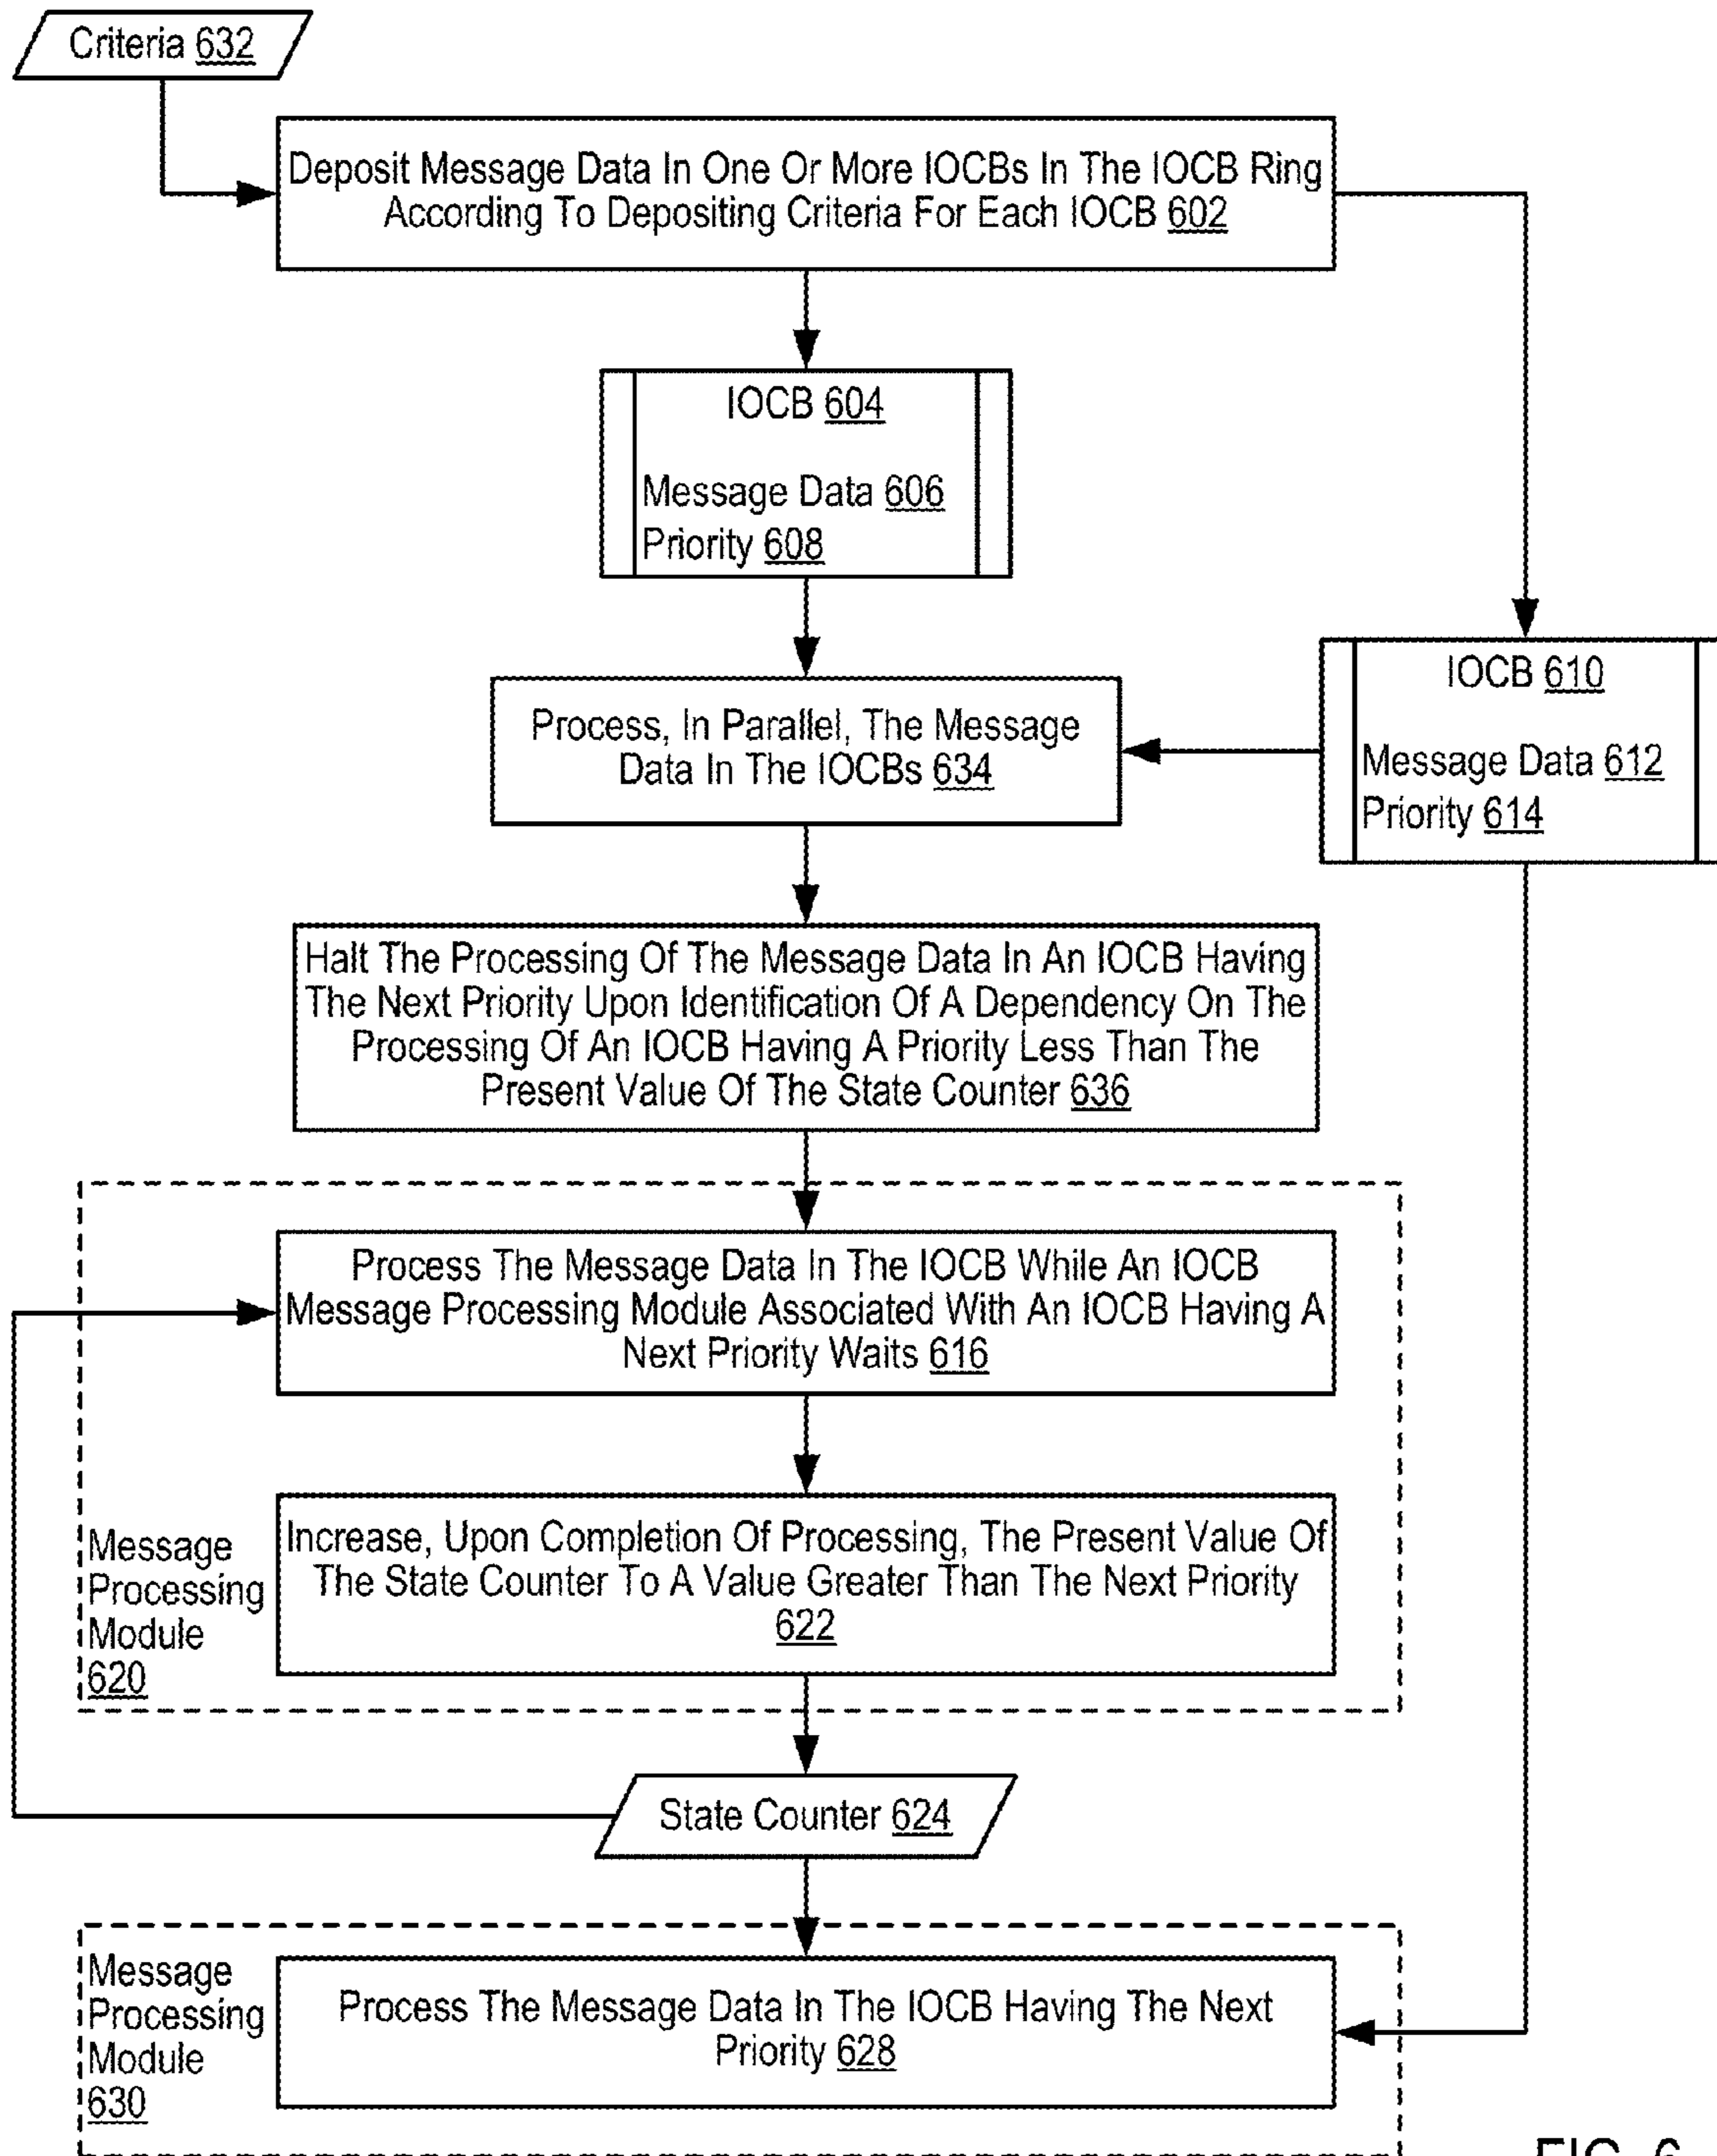 Criteria 632
Deposit Message Data In One Or More IOCBs In The IOCB Ring
According To Depositing Criteria For Each IOCB 602
IOCB 604
Message Data 606
Priority 608
IOCB 610
Message Data 612
Priority 614
Process, In Parallel, The Message
Data In The IOCBs 634
Halt The Processing Of The Message Data In An IOCB Having
The Next Priority Upon Identification Of A Dependency On The
Processing Of An IOCB Having A Priority Less Than The
Present Value Of The State Counter 636
Process The Message Data In The IOCB While An IOCB
Message Processing Module Associated With An IOCB Having A
Next Priority Waits 616
Increase, Upon Completion Of Processing, The Present Value Of
The State Counter To A Value Greater Than The Next Priority
622
Message
Processing
Module
620
State Counter 624
Message
Processing
Module
630
Process The Message Data In The IOCB Having The Next
Priority 628
FIG. 6